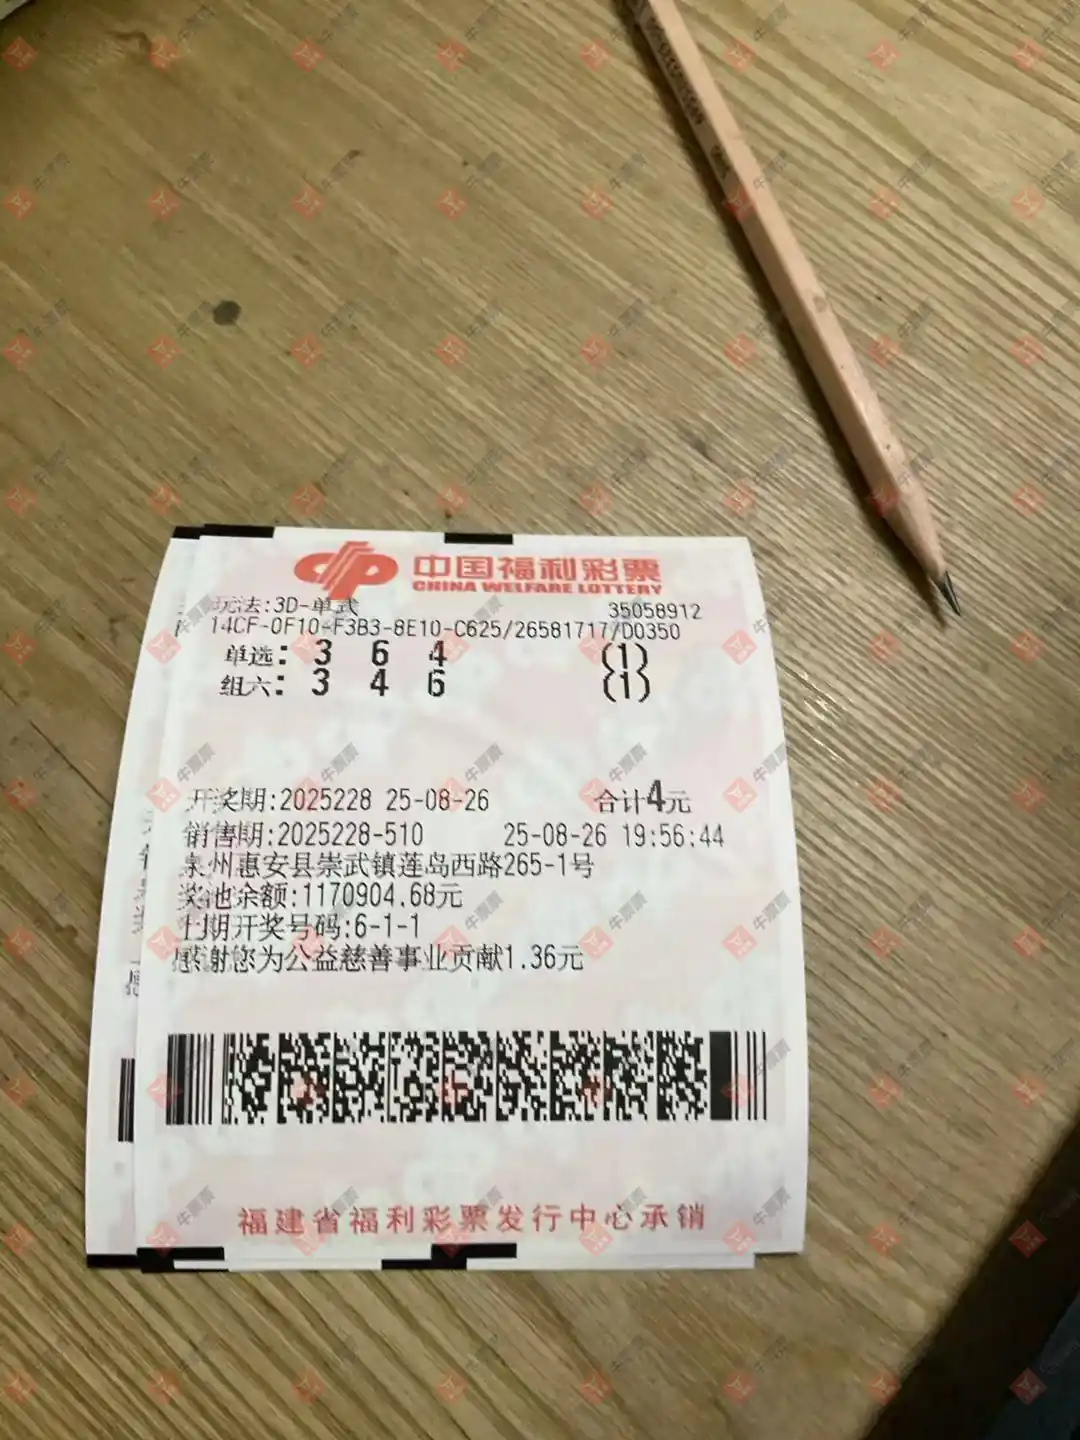 中国福利彩票
CHINA WELFARE LOTTERY
玩法:3D-单式 35058912
14CF-0F10-F3B3-8E10-C625/26581717/D0350
单选: 3 6 4 (1)
组六: 3 4 6 (1)
开奖期:2025228 25-08-26 合计4元
销售期:2025228-510 25-08-26 19:56:44
泉州惠安县崇武镇莲岛西路265-1号
奖池余额:1170904.68元
上期开奖号码:6-1-1
感谢您为公益慈善事业贡献1.36元
福建省福利彩票发行中心承销